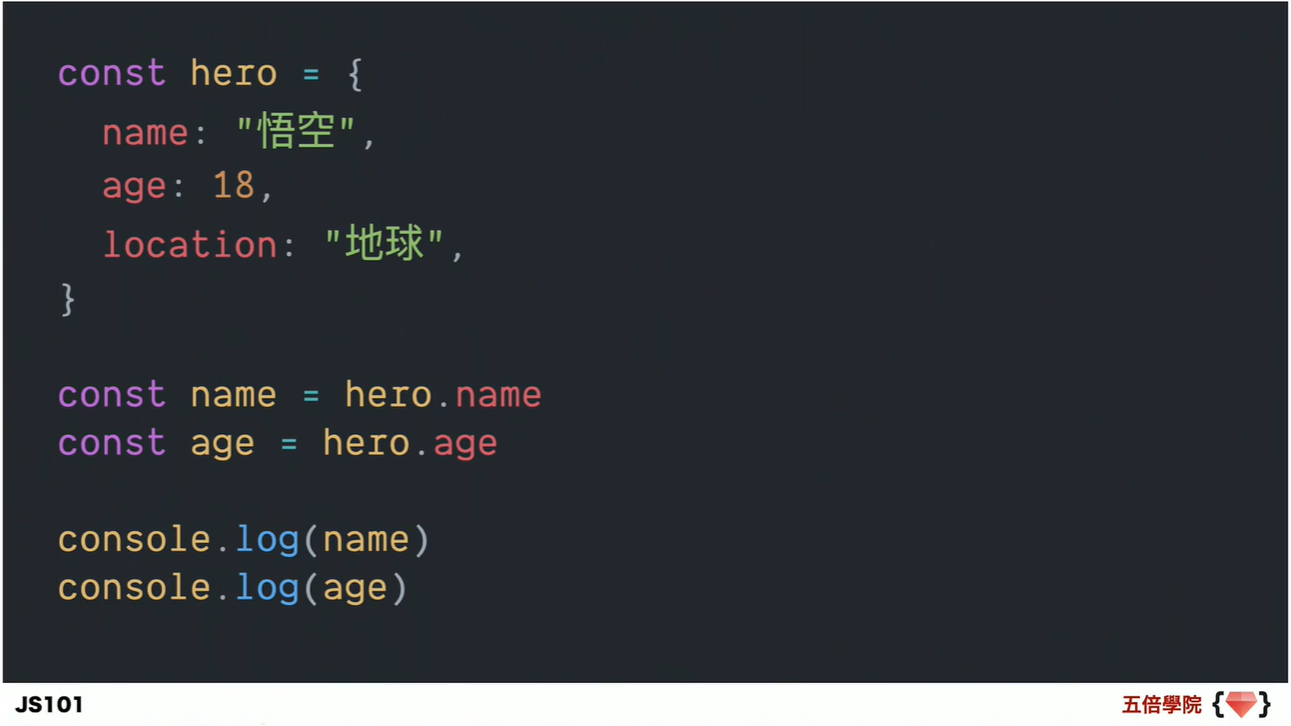 const hero = {
  name: "悟空",
  age: 18,
  location: "地球",
}
const name = hero.name
const age = hero.age
console.log(name)
console.log(age)
JS101
五倍學院 { }